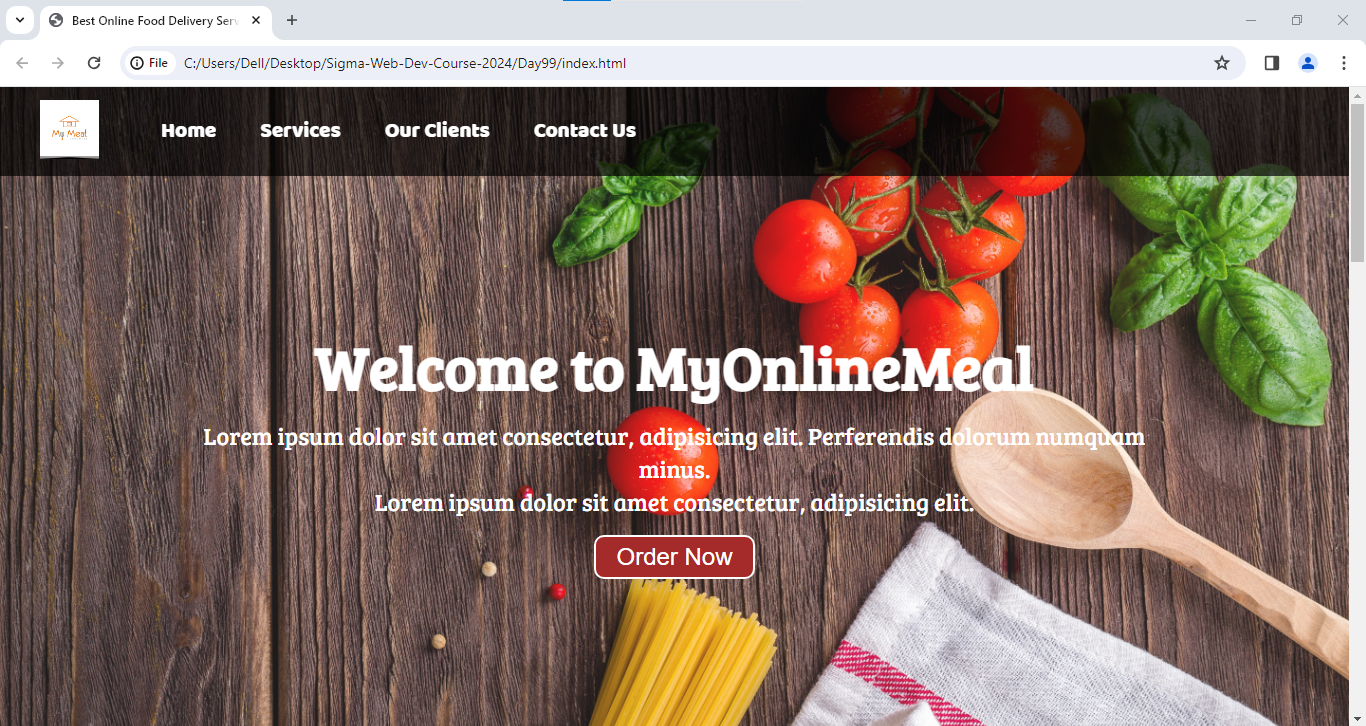 Best Online Food Delivery Serv
File C:/Users/Dell/Desktop/Sigma-Web-Dev-Course-2024/Day99/index.html
My Meal
Home Services Our Clients Contact Us
Welcome to MyOnlineMeal
Lorem ipsum dolor sit amet consectetur, adipisicing elit. Perferendis dolorum numquam
minus.
Lorem ipsum dolor sit amet consectetur, adipisicing elit.
Order Now